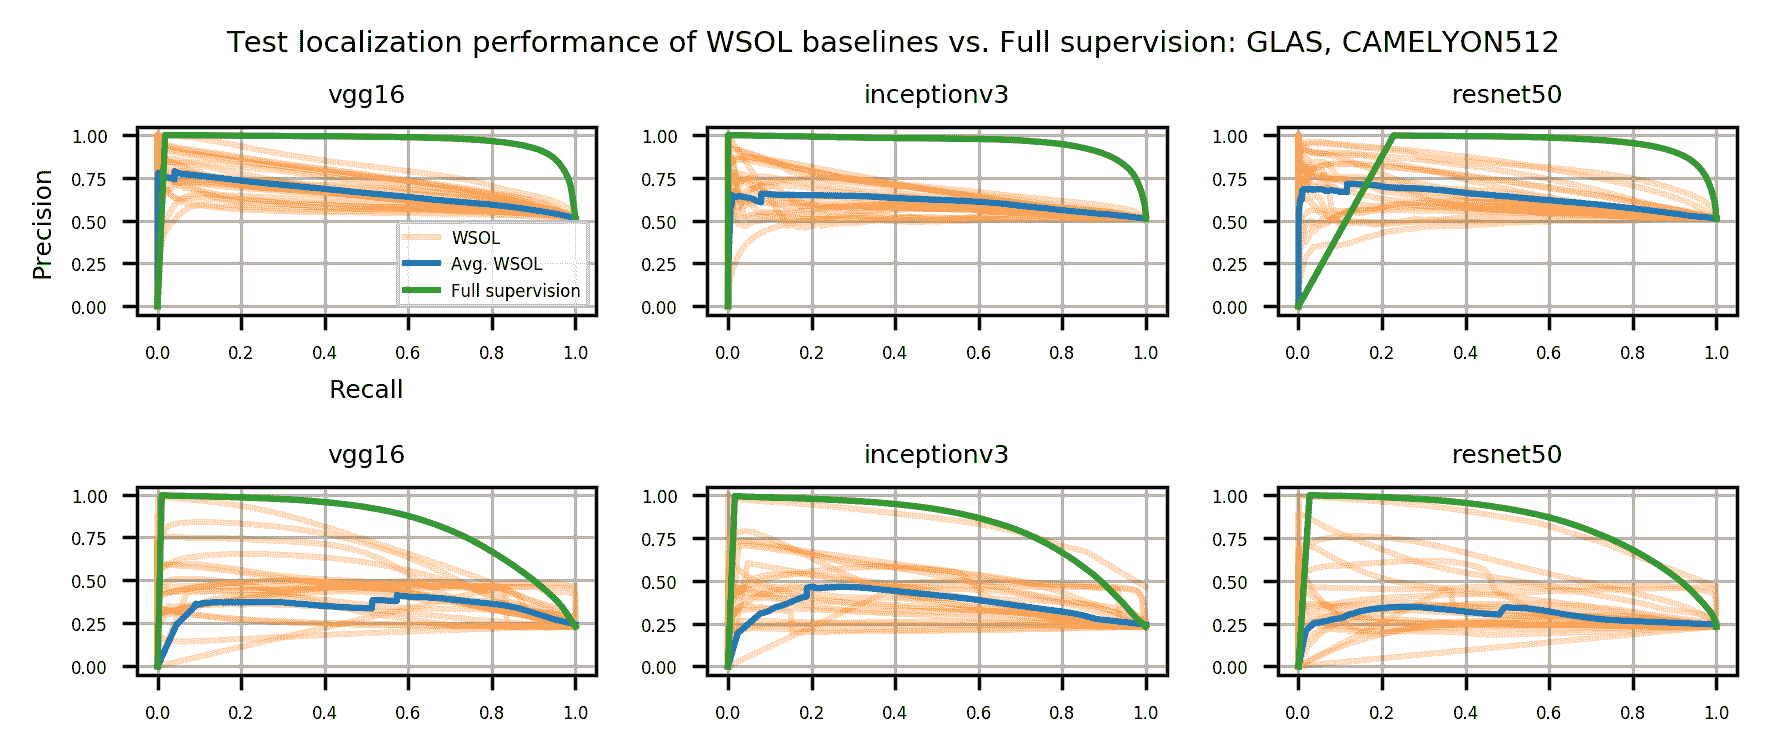 Test localization performance of WSOL baselines vs. Full supervision: GLAS, CAMELYON512
vgg16 inceptionv3 resnet50
1.00 1.00 1.00
0.75 0.75 0.75
0.50 0.50 0.50
0.25 0.25 0.25
0.00 0.00 0.00
Precision
WSOL
Avg. WSOL
Full supervision
0.0 0.2 0.4 0.6 0.8 1.0 0.0 0.2 0.4 0.6 0.8 1.0 0.0 0.2 0.4 0.6 0.8 1.0
Recall
vgg16 inceptionv3 resnet50
1.00 1.00 1.00
0.75 0.75 0.75
0.50 0.50 0.50
0.25 0.25 0.25
0.00 0.00 0.00
0.0 0.2 0.4 0.6 0.8 1.0 0.0 0.2 0.4 0.6 0.8 1.0 0.0 0.2 0.4 0.6 0.8 1.0